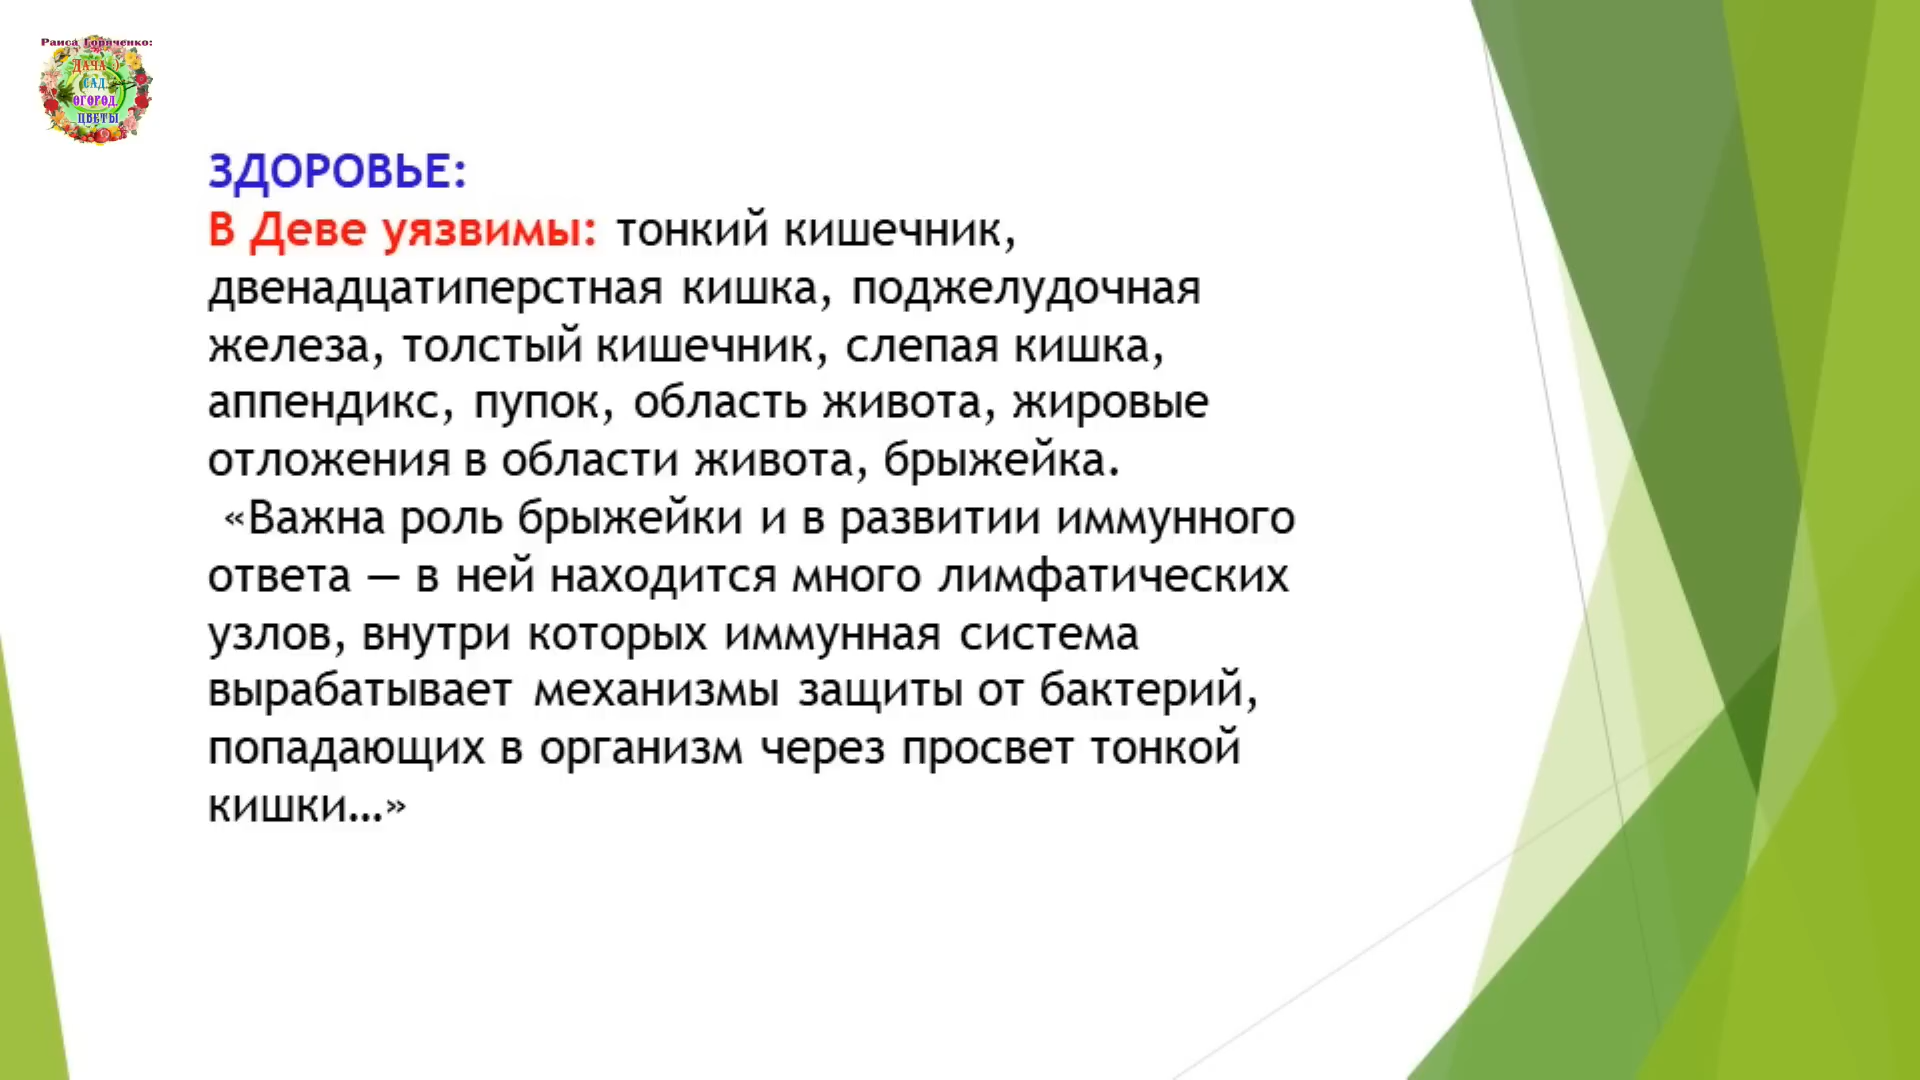 Раиса Горяченко:
ДАЧА
САД,
ОГОРОД,
ЦВЕТЫ
ЗДОРОВЬЕ:
В Деве уязвимы: тонкий кишечник,
двенадцатиперстная кишка, поджелудочная
железа, толстый кишечник, слепая кишка,
аппендикс, пупок, область живота, жировые
отложения в области живота, брыжейка.
«Важна роль брыжейки и в развитии иммунного
ответа — в ней находится много лимфатических
узлов, внутри которых иммунная система
вырабатывает механизмы защиты от бактерий,
попадающих в организм через просвет тонкой
кишки…»